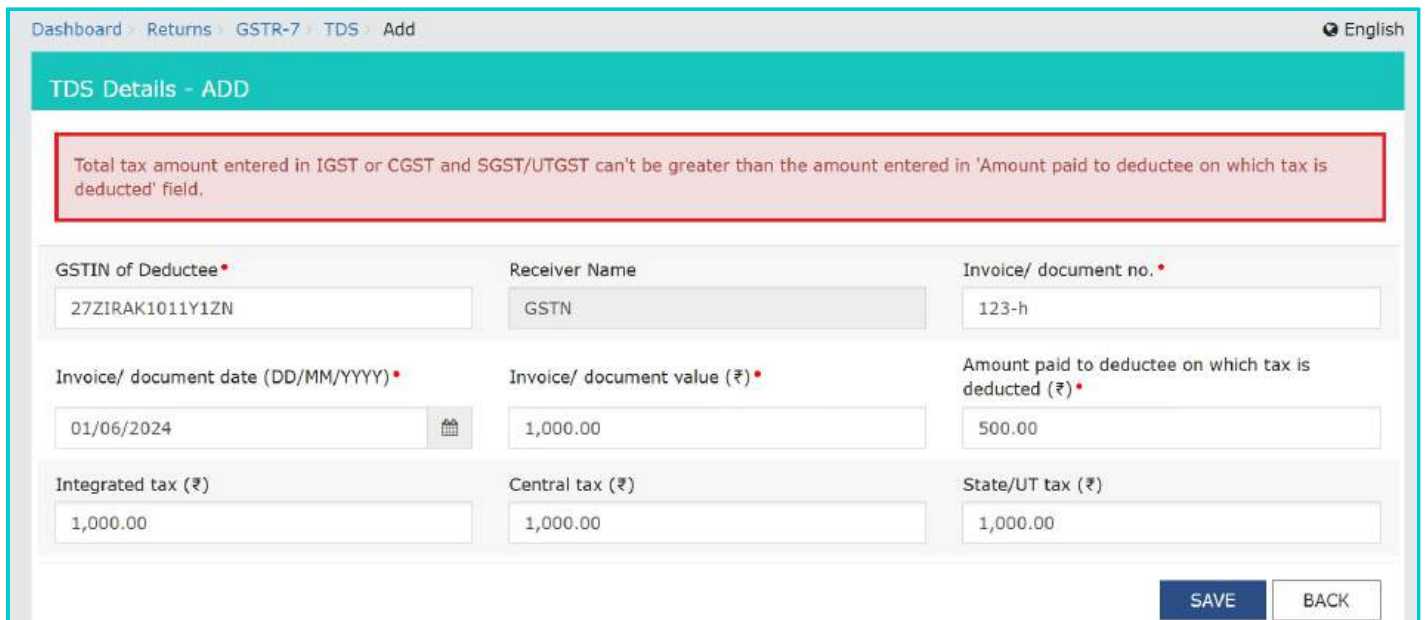 Dashboard > Returns > GSTR-7 > TDS > Add
English
TDS Details - ADD
Total tax amount entered in IGST or CGST and SGST/UTGST can't be greater than the amount entered in 'Amount paid to deductee on which tax is
deducted' field.
GSTIN of Deductee•
Receiver Name
Invoice/ document no.•
27ZIRAK1011Y1ZN
GSTN
123-h
Invoice/ document date (DD/MM/YYYY)•
Invoice/ document value (₹)•
Amount paid to deductee on which tax is
deducted (₹)•
01/06/2024
1,000.00
500.00
Integrated tax (₹)
Central tax (₹)
State/UT tax (₹)
1,000.00
1,000.00
1,000.00
SAVE
BACK